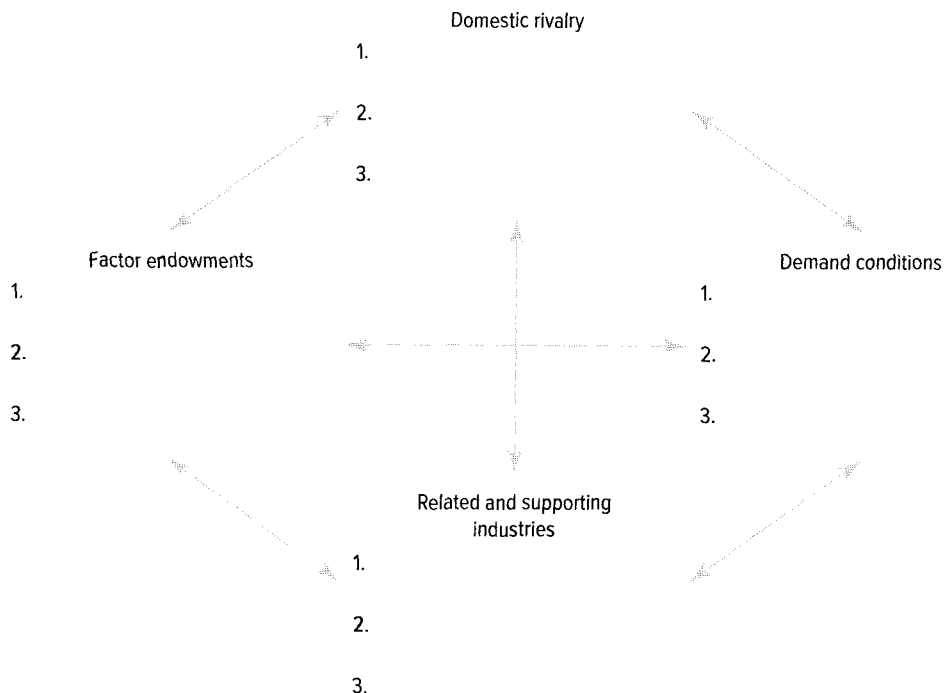 Domestic rivalry
1.
2.
3.
Factor endowments
1.
2.
3.
Demand conditions
1.
2.
3.
Related and supporting
industries
1.
2.
3.